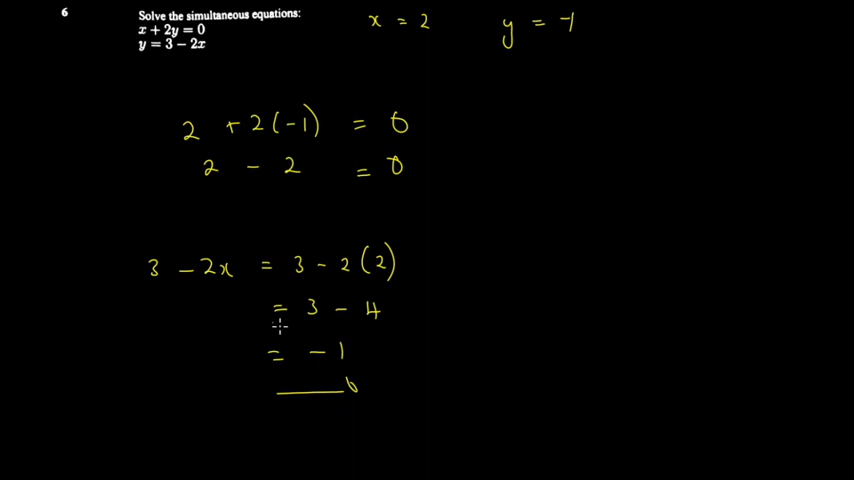 6 Solve the simultaneous equations: x = 2 y = -1
x + 2y = 0
y = 3 – 2x
2 + 2(-1) = 0
2 - 2 = 0
3 - 2x = 3 - 2(2)
= 3 - 4
= - 1